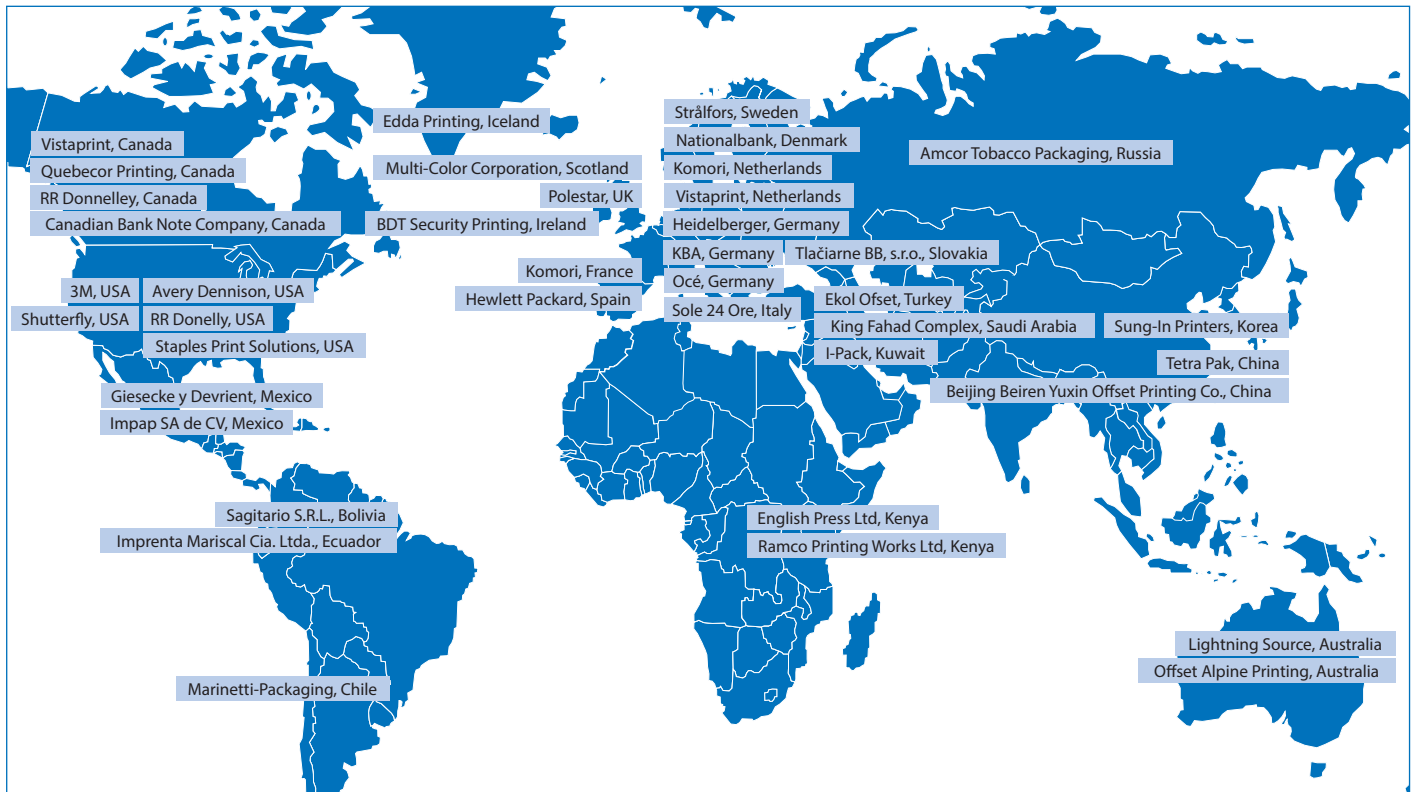 Edda Printing, Iceland
Vistaprint, Canada
Quebecor Printing, Canada
RR Donnelley, Canada
Canadian Bank Note Company, Canada
Multi-Color Corporation, Scotland
Polestar, UK
BDT Security Printing, Ireland
Komori, France
Hewlett Packard, Spain
3M, USA
Avery Dennison, USA
Shutterfly, USA
RR Donelly, USA
Staples Print Solutions, USA
Giesecke y Devrient, Mexico
Impap SA de CV, Mexico
Sagitario S.R.L., Bolivia
Imprenta Mariscal Cia. Ltda., Ecuador
Marinetti-Packaging, Chile
Strålfors, Sweden
Nationalbank, Denmark
Komori, Netherlands
Vistaprint, Netherlands
Heidelberger, Germany
KBA, Germany
Tlačiarne BB, s.r.o., Slovakia
Océ, Germany
Sole 24 Ore, Italy
Ekol Ofset, Turkey
King Fahad Complex, Saudi Arabia
I-Pack, Kuwait
Amcor Tobacco Packaging, Russia
Sung-In Printers, Korea
Tetra Pak, China
Beijing Beiren Yuxin Offset Printing Co., China
English Press Ltd, Kenya
Ramco Printing Works Ltd, Kenya
Lightning Source, Australia
Offset Alpine Printing, Australia